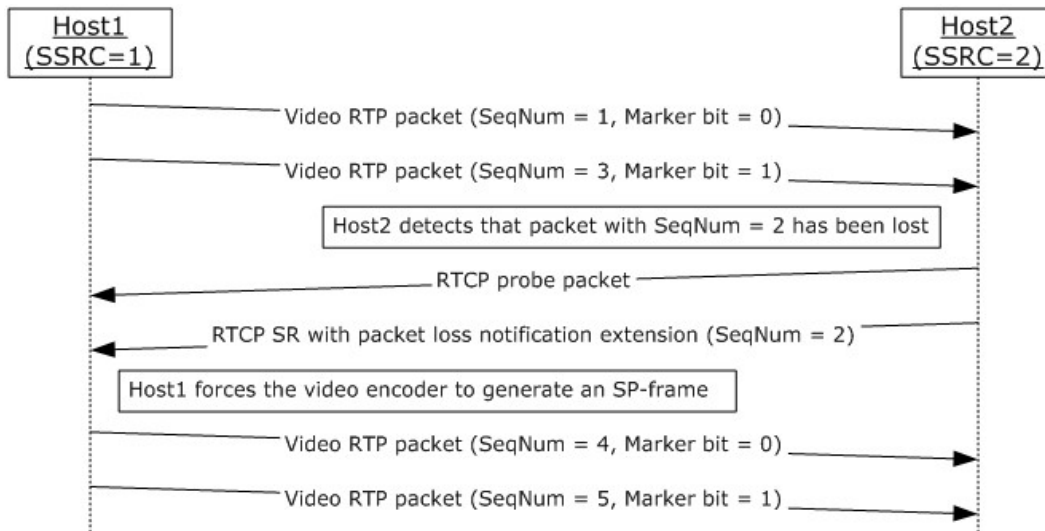 Host1
(SSRC=1)
Host2
(SSRC=2)
Video RTP packet (SeqNum = 1, Marker bit = 0)
Video RTP packet (SeqNum = 3, Marker bit = 1)
Host2 detects that packet with SeqNum = 2 has been lost
RTCP probe packet
RTCP SR with packet loss notification extension (SeqNum = 2)
Host1 forces the video encoder to generate an SP-frame
Video RTP packet (SeqNum = 4, Marker bit = 0)
Video RTP packet (SeqNum = 5, Marker bit = 1)